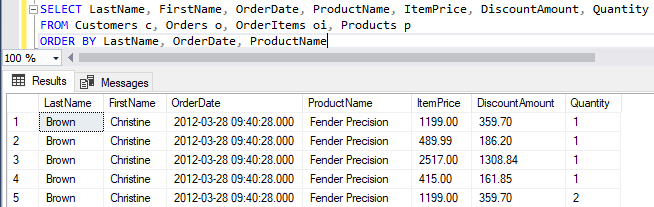 SELECT LastName, FirstName, OrderDate, ProductName, ItemPrice, DiscountAmount, Quantity
FROM Customers c, Orders o, OrderItems oi, Products p
ORDER BY LastName, OrderDate, ProductName
100 %
Results Messages
LastName FirstName OrderDate ProductName ItemPrice DiscountAmount Quantity
1 Brown Christine 2012-03-28 09:40:28.000 Fender Precision 1199.00 359.70 1
2 Brown Christine 2012-03-28 09:40:28.000 Fender Precision 489.99 186.20 1
3 Brown Christine 2012-03-28 09:40:28.000 Fender Precision 2517.00 1308.84 1
4 Brown Christine 2012-03-28 09:40:28.000 Fender Precision 415.00 161.85 1
5 Brown Christine 2012-03-28 09:40:28.000 Fender Precision 1199.00 359.70 2